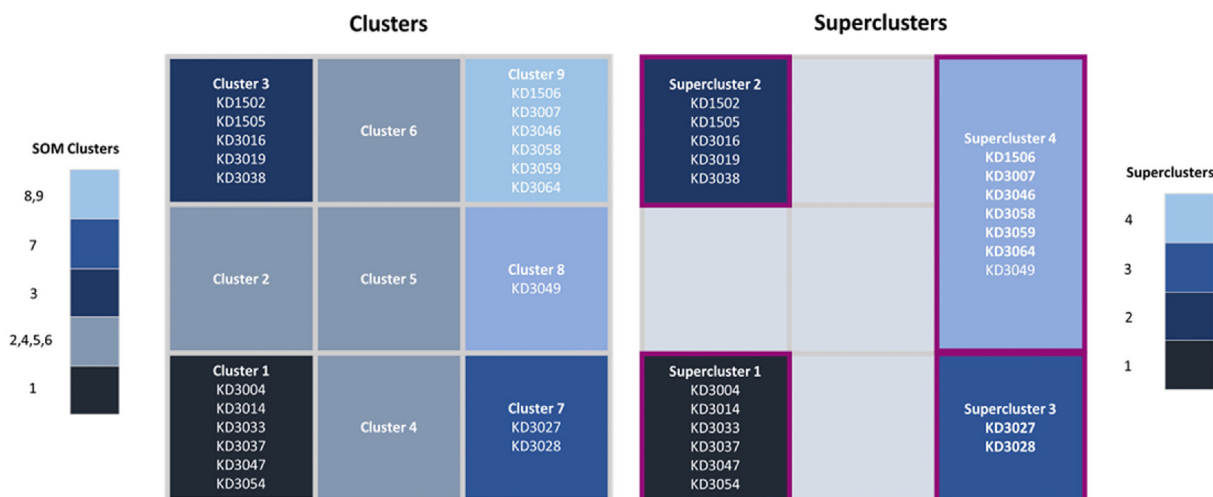 Clusters
Superclusters
SOM Clusters
8,9
7
3
2,4,5,6
1
Cluster 3
KD1502
KD1505
KD3016
KD3019
KD3038
Cluster 6
Cluster 9
KD1506
KD3007
KD3046
KD3058
KD3059
KD3064
Cluster 2
Cluster 5
Cluster 8
KD3049
Cluster 1
KD3004
KD3014
KD3033
KD3037
KD3047
KD3054
Cluster 4
Cluster 7
KD3027
KD3028
Supercluster 2
KD1502
KD1505
KD3016
KD3019
KD3038
Supercluster 4
KD1506
KD3007
KD3046
KD3058
KD3059
KD3064
KD3049
Supercluster 1
KD3004
KD3014
KD3033
KD3037
KD3047
KD3054
Supercluster 3
KD3027
KD3028
Superclusters
4
3
2
1